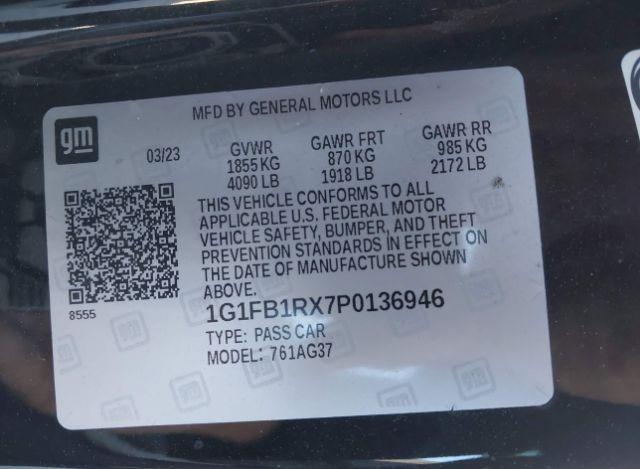 MFD BY GENERAL MOTORS LLC
gm
03/23
GVWR GAWR FRT GAWR RR
1855 KG 870 KG 985 KG
4090 LB 1918 LB 2172 LB
THIS VEHICLE CONFORMS TO ALL
APPLICABLE U.S. FEDERAL MOTOR
VEHICLE SAFETY, BUMPER, AND THEFT
PREVENTION STANDARDS IN EFFECT ON
THE DATE OF MANUFACTURE SHOWN
ABOVE.
8555
1G1FB1RX7P0136946
TYPE: PASS CAR
MODEL: 761AG37